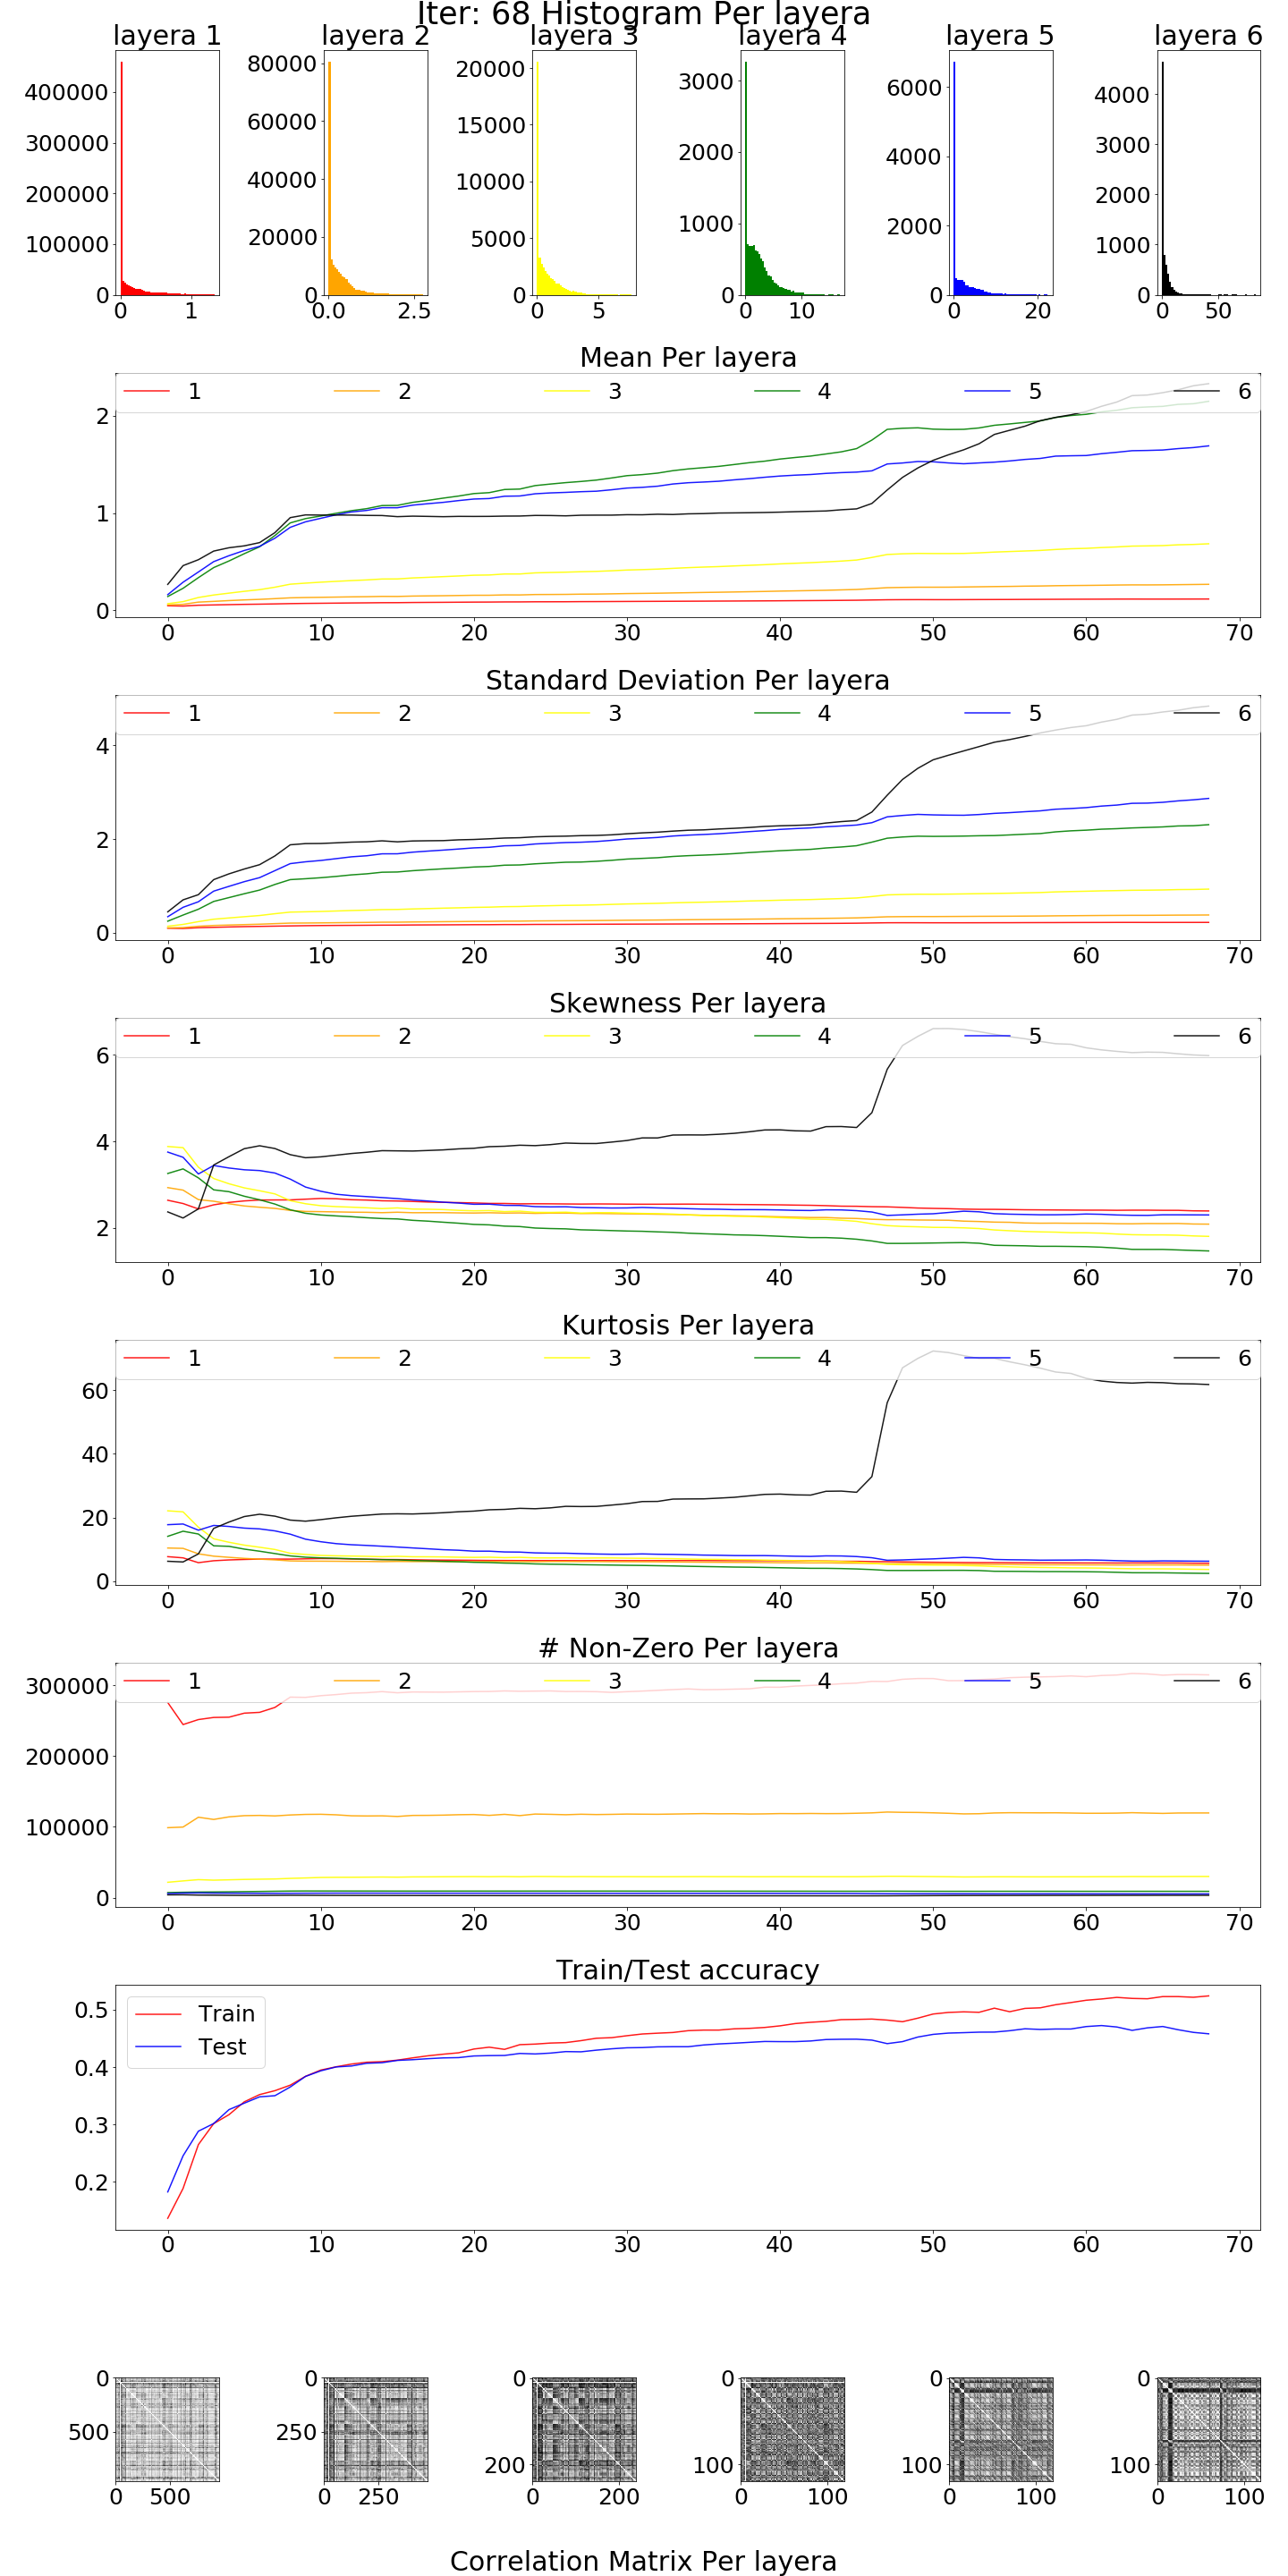 Iter: 68 Histogram Per layera
layera 1 layera 2 layera 3 layera 4 layera 5 layera 6
400000 300000 200000 100000 0
0 1
80000 60000 40000 20000 0
0.0 2.5
20000 15000 10000 5000 0
0 5
3000 2000 1000 0
0 10
6000 4000 2000 0
0 20
4000 3000 2000 1000 0
0 50
Mean Per layera
1 2 3 4 5 6
2
1
0
0 10 20 30 40 50 60 70
Standard Deviation Per layera
1 2 3 4 5 6
4
2
0
0 10 20 30 40 50 60 70
Skewness Per layera
1 2 3 4 5 6
6
4
2
0 10 20 30 40 50 60 70
Kurtosis Per layera
1 2 3 4 5 6
60
40
20
0
0 10 20 30 40 50 60 70
# Non-Zero Per layera
1 2 3 4 5 6
300000
200000
100000
0
0 10 20 30 40 50 60 70
Train/Test accuracy
Train
Test
0.5
0.4
0.3
0.2
0 10 20 30 40 50 60 70
0 500
0 500
0 250
0 250
0 200
0 200
0 100
0 100
0 100
0 100
0 100
0 100
Correlation Matrix Per layera